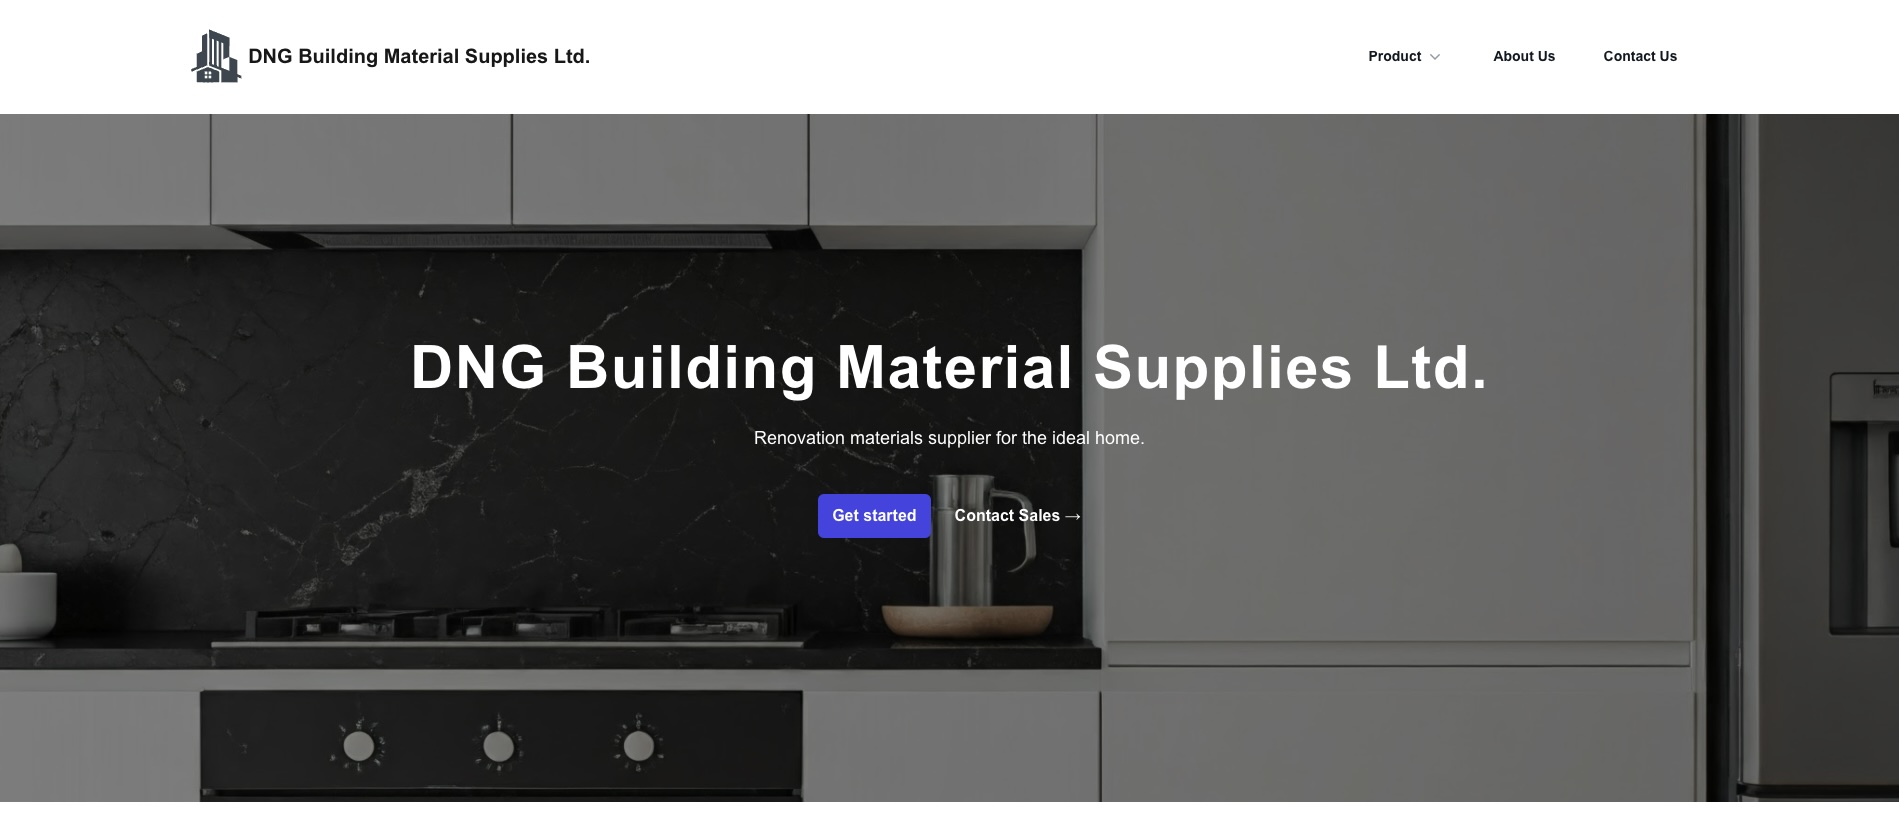 DNG Building Material Supplies Ltd.
Product
About Us
Contact Us
DNG Building Material Supplies Ltd.
Renovation materials supplier for the ideal home.
Get started
Contact Sales →